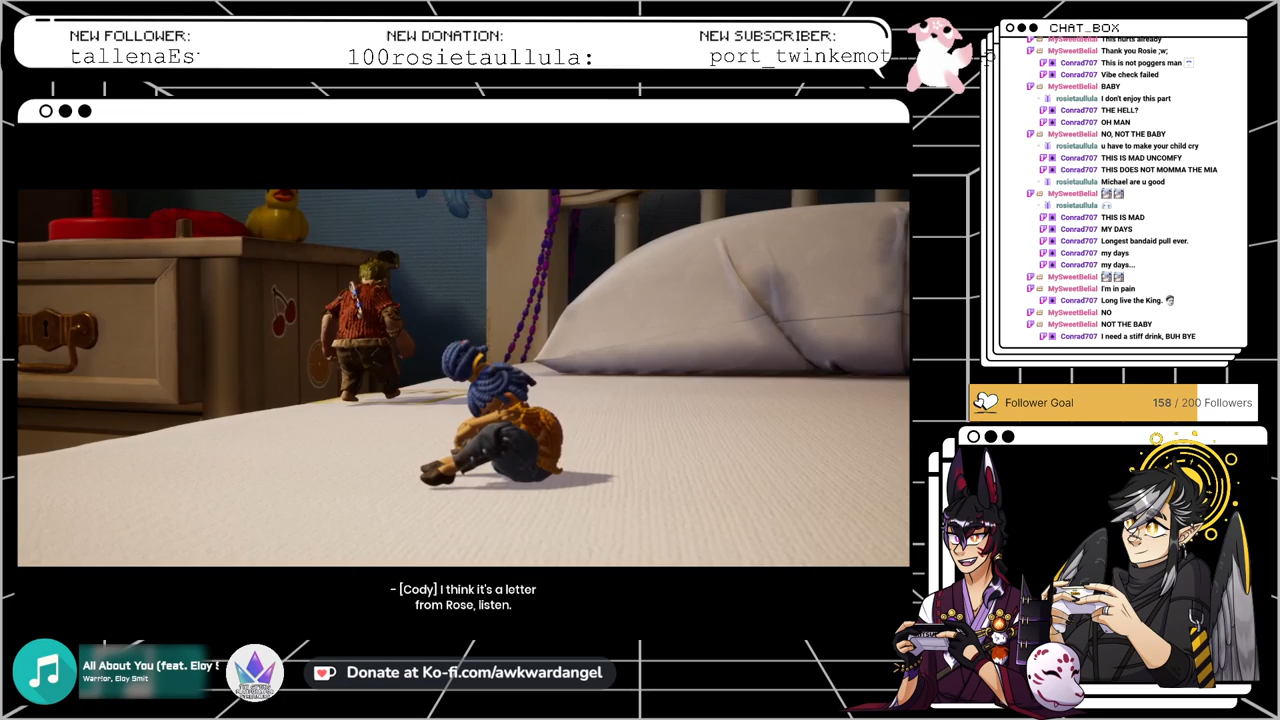 NEW FOLLOWER:
tallenaEs
NEW DONATION:
00rosietaullula:
NEW SUBSCRIBER:
port_twinkemot
CHAT_BOX
MySweetBelial This hurts already
MySweetBelial Thank you Rosie ;w;
Conrad707 This is not poggers man
Conrad707 Vibe check failed
MySweetBelial BABY
rosietaullula I don't enjoy this part
Conrad707 THE HELL?
Conrad707 OH MAN
MySweetBelial NO, NOT THE BABY
rosietaullula u have to make your child cry
Conrad707 THIS IS MAD UNCOMFY
Conrad707 THIS DOES NOT MOMMA THE MIA
rosietaullula Michael are u good
MySweetBelial
rosietaullula
Conrad707 THIS IS MAD
Conrad707 MY DAYS
Conrad707 Longest bandaid pull ever.
Conrad707 my days
Conrad707 my days...
MySweetBelial
MySweetBelial I'm in pain
Conrad707 Long live the King.
MySweetBelial NO
MySweetBelial NOT THE BABY
Conrad707 I need a stiff drink, BUH BYE
Follower Goal
158 / 200 Followers
- [Cody] I think it's a letter
from Rose, listen.
All About You (feat. Eloy S
Warrior, Eloy Smit
Donate at Ko-fi.com/awkwardangel